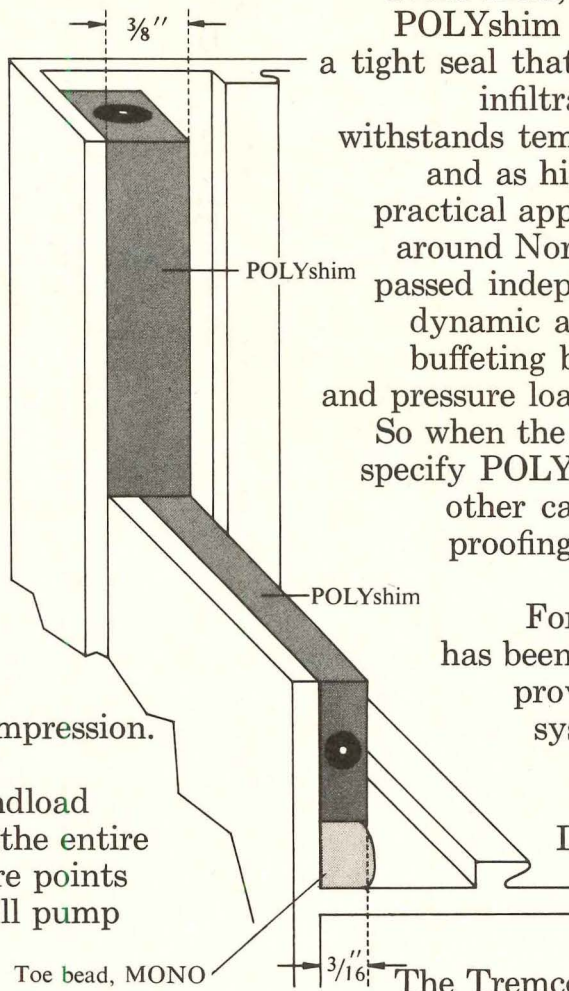 3/8"
POLYshim
a tight seal that
infiltra
withstands tem
and as hi
practical app
around Nor
POLYshim
passed indep
dynamic a
buffeting b
and pressure loa
So when the
specify POLY
other ca
proofing
POLYshim
For
has been
prov
mpression.
sys
ndload
the entire
re points
ll pump
D
Toe bead, MONO
3/16"
The Tremco